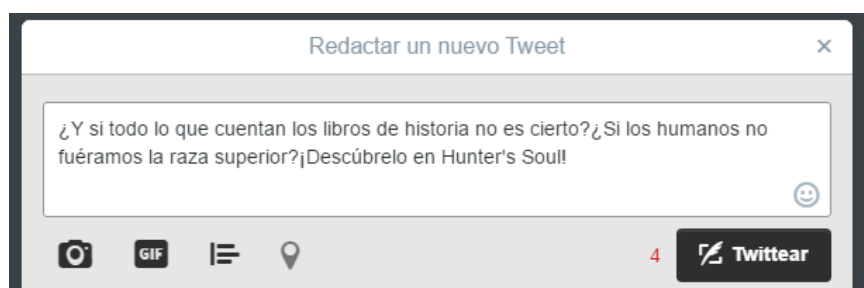 Redactar un nuevo Tweet ×
¿Y si todo lo que cuentan los libros de historia no es cierto?¿Si los humanos no
fuéramos la raza superior?¡Descúbrelo en Hunter's Soul!
GIF 4 Twittear